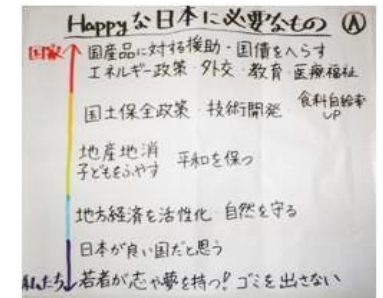 Happyな日本に必要なもの Ⓐ
国家
国産品に対する援助・国債をへらす
エネルギー政策・外交・教育・医療福祉
国土保全政策・技術開発・食料自給率UP
地産地消
子どもをふやす 平和を保つ
地方経済を活性化・自然を守る
日本が良い国だと思う
私たち 若者が志や夢を持つ! ゴミを出さない